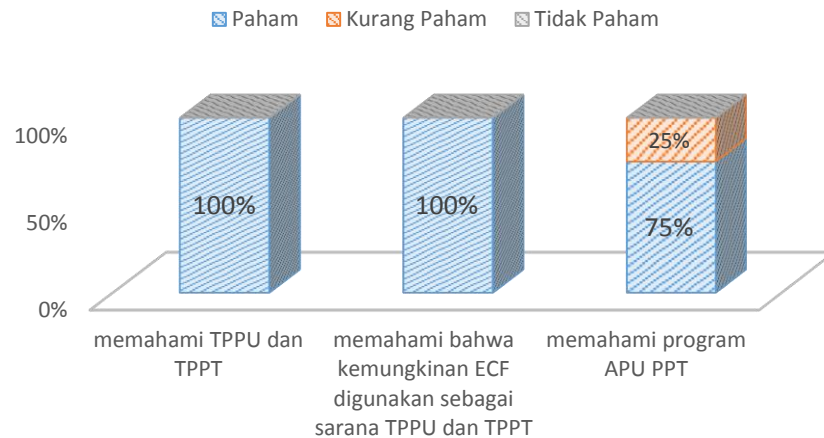 Paham Kurang Paham Tidak Paham
100%
50%
0%
100%
100%
25%
75%
memahami TPPU dan
TPPT
memahami bahwa
kemungkinan ECF
digunakan sebagai
sarana TPPU dan TPPT
memahami program
APU PPT